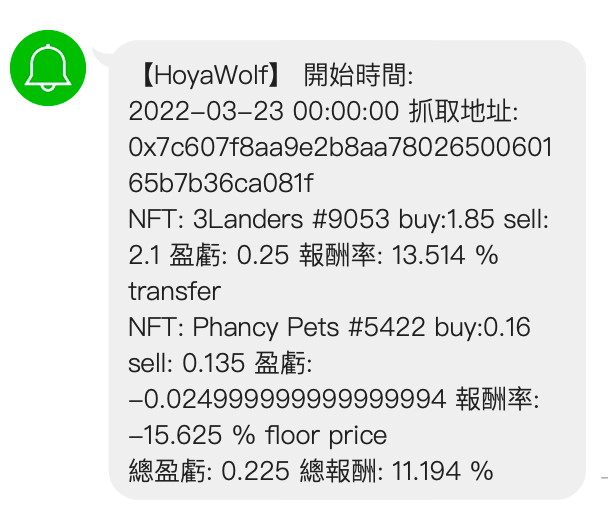 【HoyaWolf】 開始時間:
2022-03-23 00:00:00 抓取地址:
0x7c607f8aa9e2b8aa78026500601
65b7b36ca081f
NFT: 3Landers #9053 buy:1.85 sell:
2.1 盈虧: 0.25 報酬率: 13.514 %
transfer
NFT: Phancy Pets #5422 buy:0.16
sell: 0.135 盈虧:
-0.024999999999999994 報酬率:
-15.625 % floor price
總盈虧: 0.225 總報酬: 11.194 %